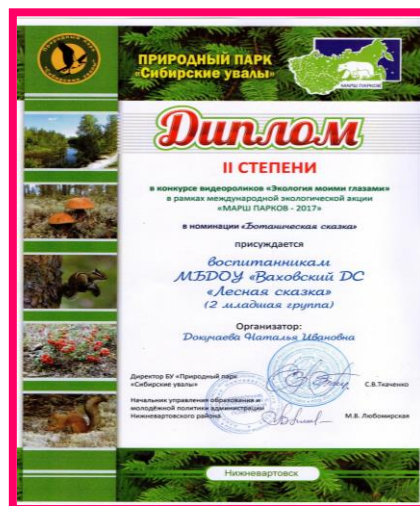 ПРИРОДНЫЙ ПАРК
«Сибирские увалы»
МАРШ ПАРКОВ
Диплом
II СТЕПЕНИ
в конкурсе видеороликов «Экология моими глазами»
в рамках международной экологической акции
«МАРШ ПАРКОВ - 2017»
в номинации «Ботаническая сказка»
присуждается
воспитанникам
МБДОУ «Ваховский ДС
«Лесная сказка»
(2 младшая группа)
Организатор:
Докучаева Наталья Ивановна
Директор БУ «Природный парк
«Сибирские увалы»
С.В.Ткаченко
Начальник управления образования и
молодёжной политики администрации
Нижневартовского района
М.В. Любомирская
Нижневартовск